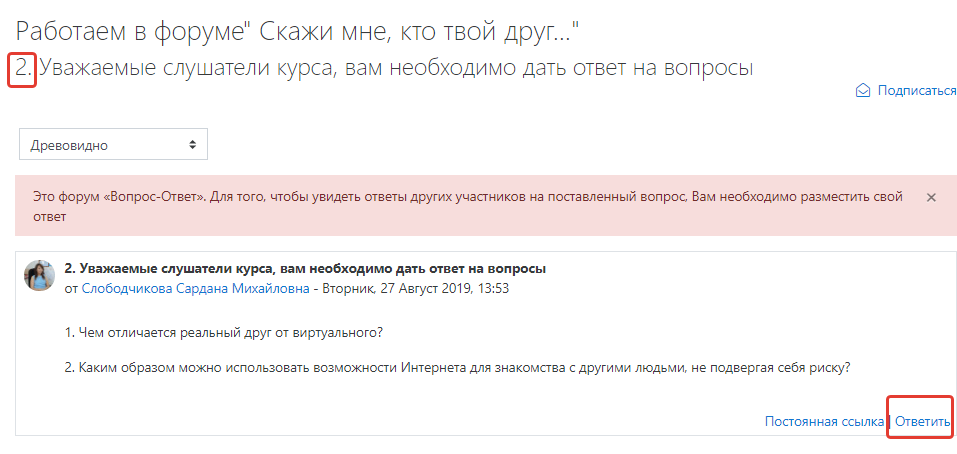 Работаем в форуме" Скажи мне, кто твой друг..."
2. Уважаемые слушатели курса, вам необходимо дать ответ на вопросы
Подписаться
Древовидно
Это форум «Вопрос-Ответ». Для того, чтобы увидеть ответы других участников на поставленный вопрос, Вам необходимо разместить свой
ответ
×
2. Уважаемые слушатели курса, вам необходимо дать ответ на вопросы
от Слободчикова Сардана Михайловна - Вторник, 27 Август 2019, 13:53
1. Чем отличается реальный друг от виртуального?
2. Каким образом можно использовать возможности Интернета для знакомства с другими людьми, не подвергая себя риску?
Постоянная ссылка | Ответить